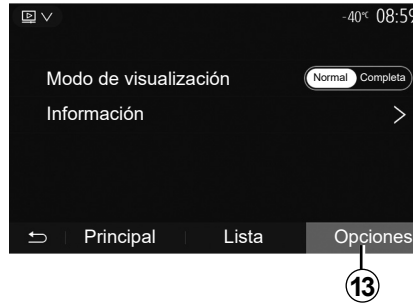 -40°C 08:59
Modo de visualización Normal Completa
Información
Principal Lista Opciones
13